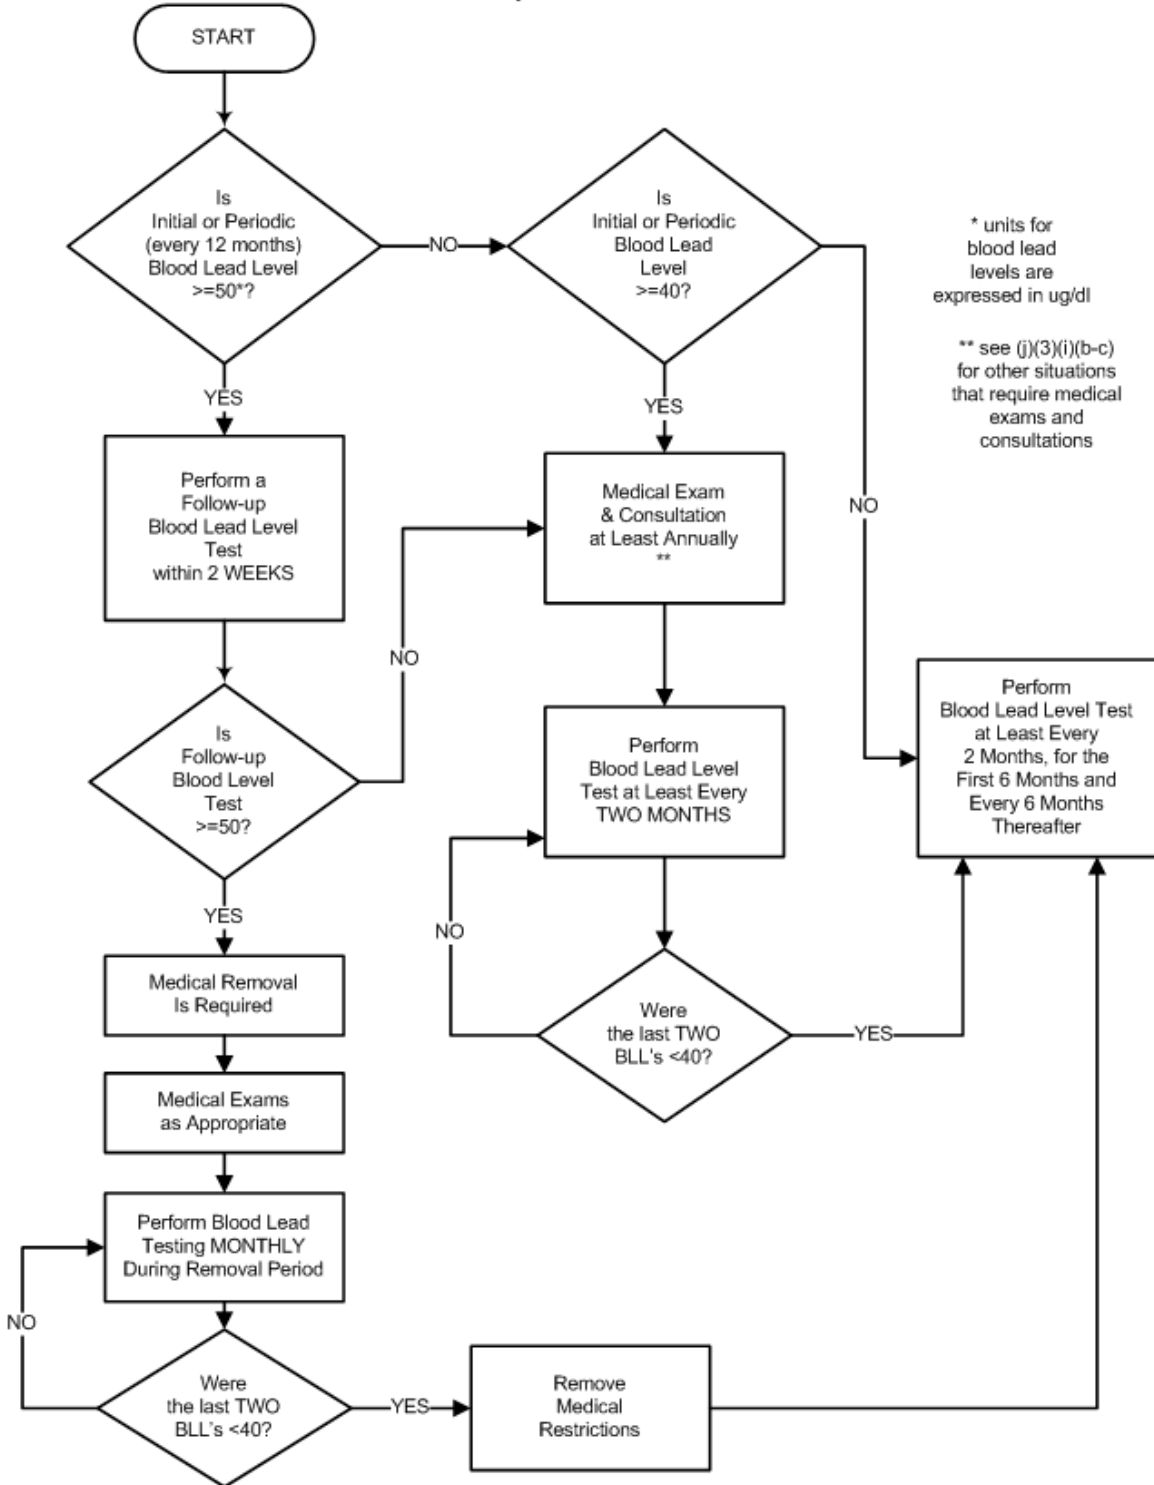 START
Is
Initial or Periodic
(every 12 months)
Blood Lead Level
>=50*?
NO
Is
Initial or Periodic
Blood Lead
Level
>=40?
* units for
blood lead
levels are
expressed in ug/dl
** see (j)(3)(i)(b-c)
for other situations
that require medical
exams and
consultations
YES
YES
Perform a
Follow-up
Blood Lead Level
Test
within 2 WEEKS
Medical Exam
& Consultation
at Least Annually
**
NO
NO
Is
Follow-up
Blood Level
Test
>=50?
Perform
Blood Lead Level
Test at Least Every
TWO MONTHS
Perform
Blood Lead Level Test
at Least Every
2 Months, for the
First 6 Months and
Every 6 Months
Thereafter
YES
NO
Medical Removal
Is Required
Were
the last TWO
BLL's <40?
YES
Medical Exams
as Appropriate
Perform Blood Lead
Testing MONTHLY
During Removal Period
NO
Were
the last TWO
BLL's <40?
YES
Remove
Medical
Restrictions